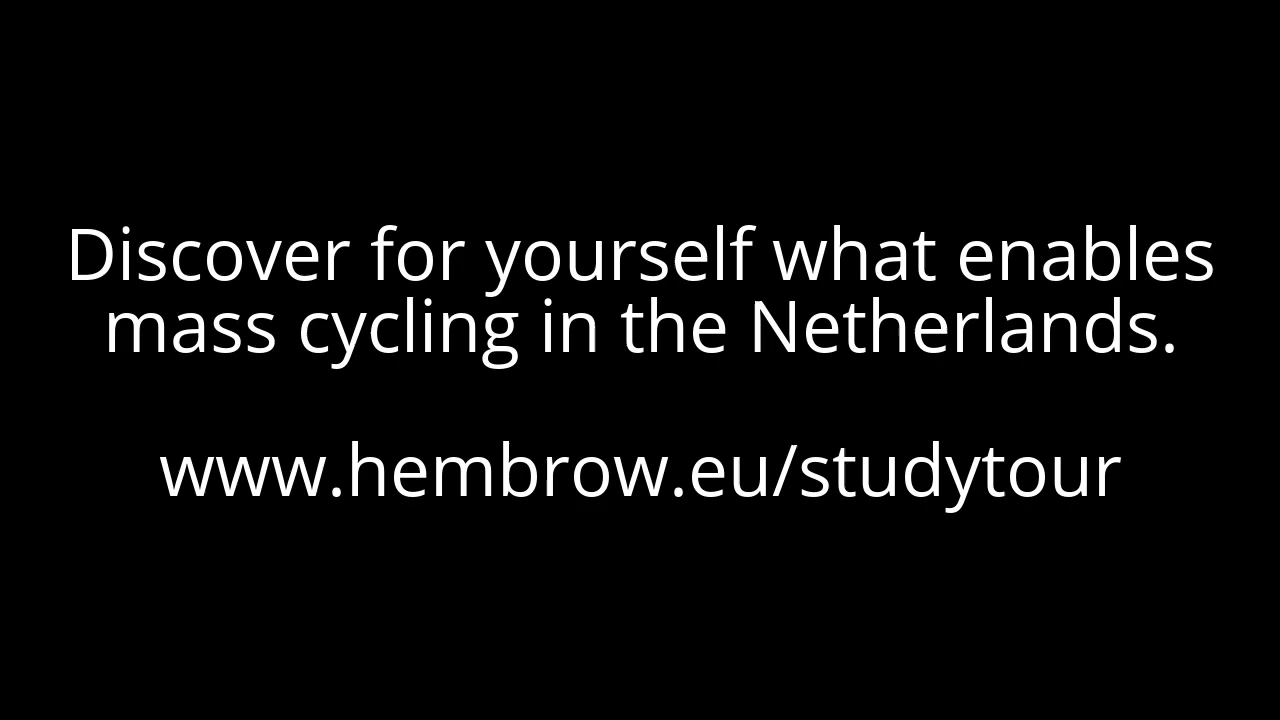 Discover for yourself what enables
mass cycling in the Netherlands.
www.hembrow.eu/studytour